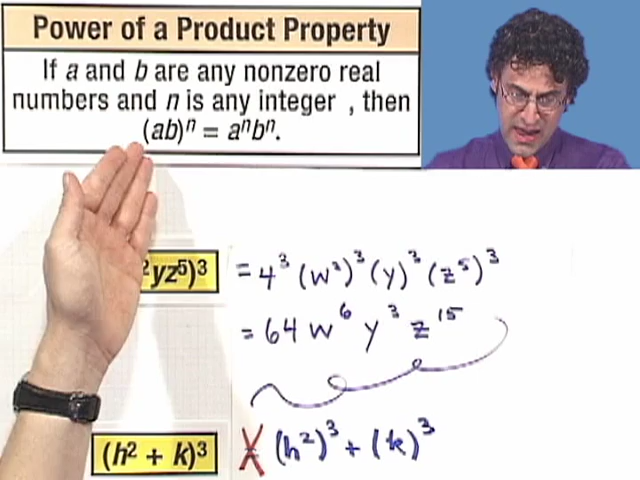 Power of a Product Property
If a and b are any nonzero real
numbers and n is any integer , then
(ab)ⁿ = aⁿbⁿ.
²yz⁵)³ = 4³ (w²)³ (y)³ (z⁵)³
= 64 w⁶ y³ z¹⁵
(h² + k)³ (h²)³ + (k)³